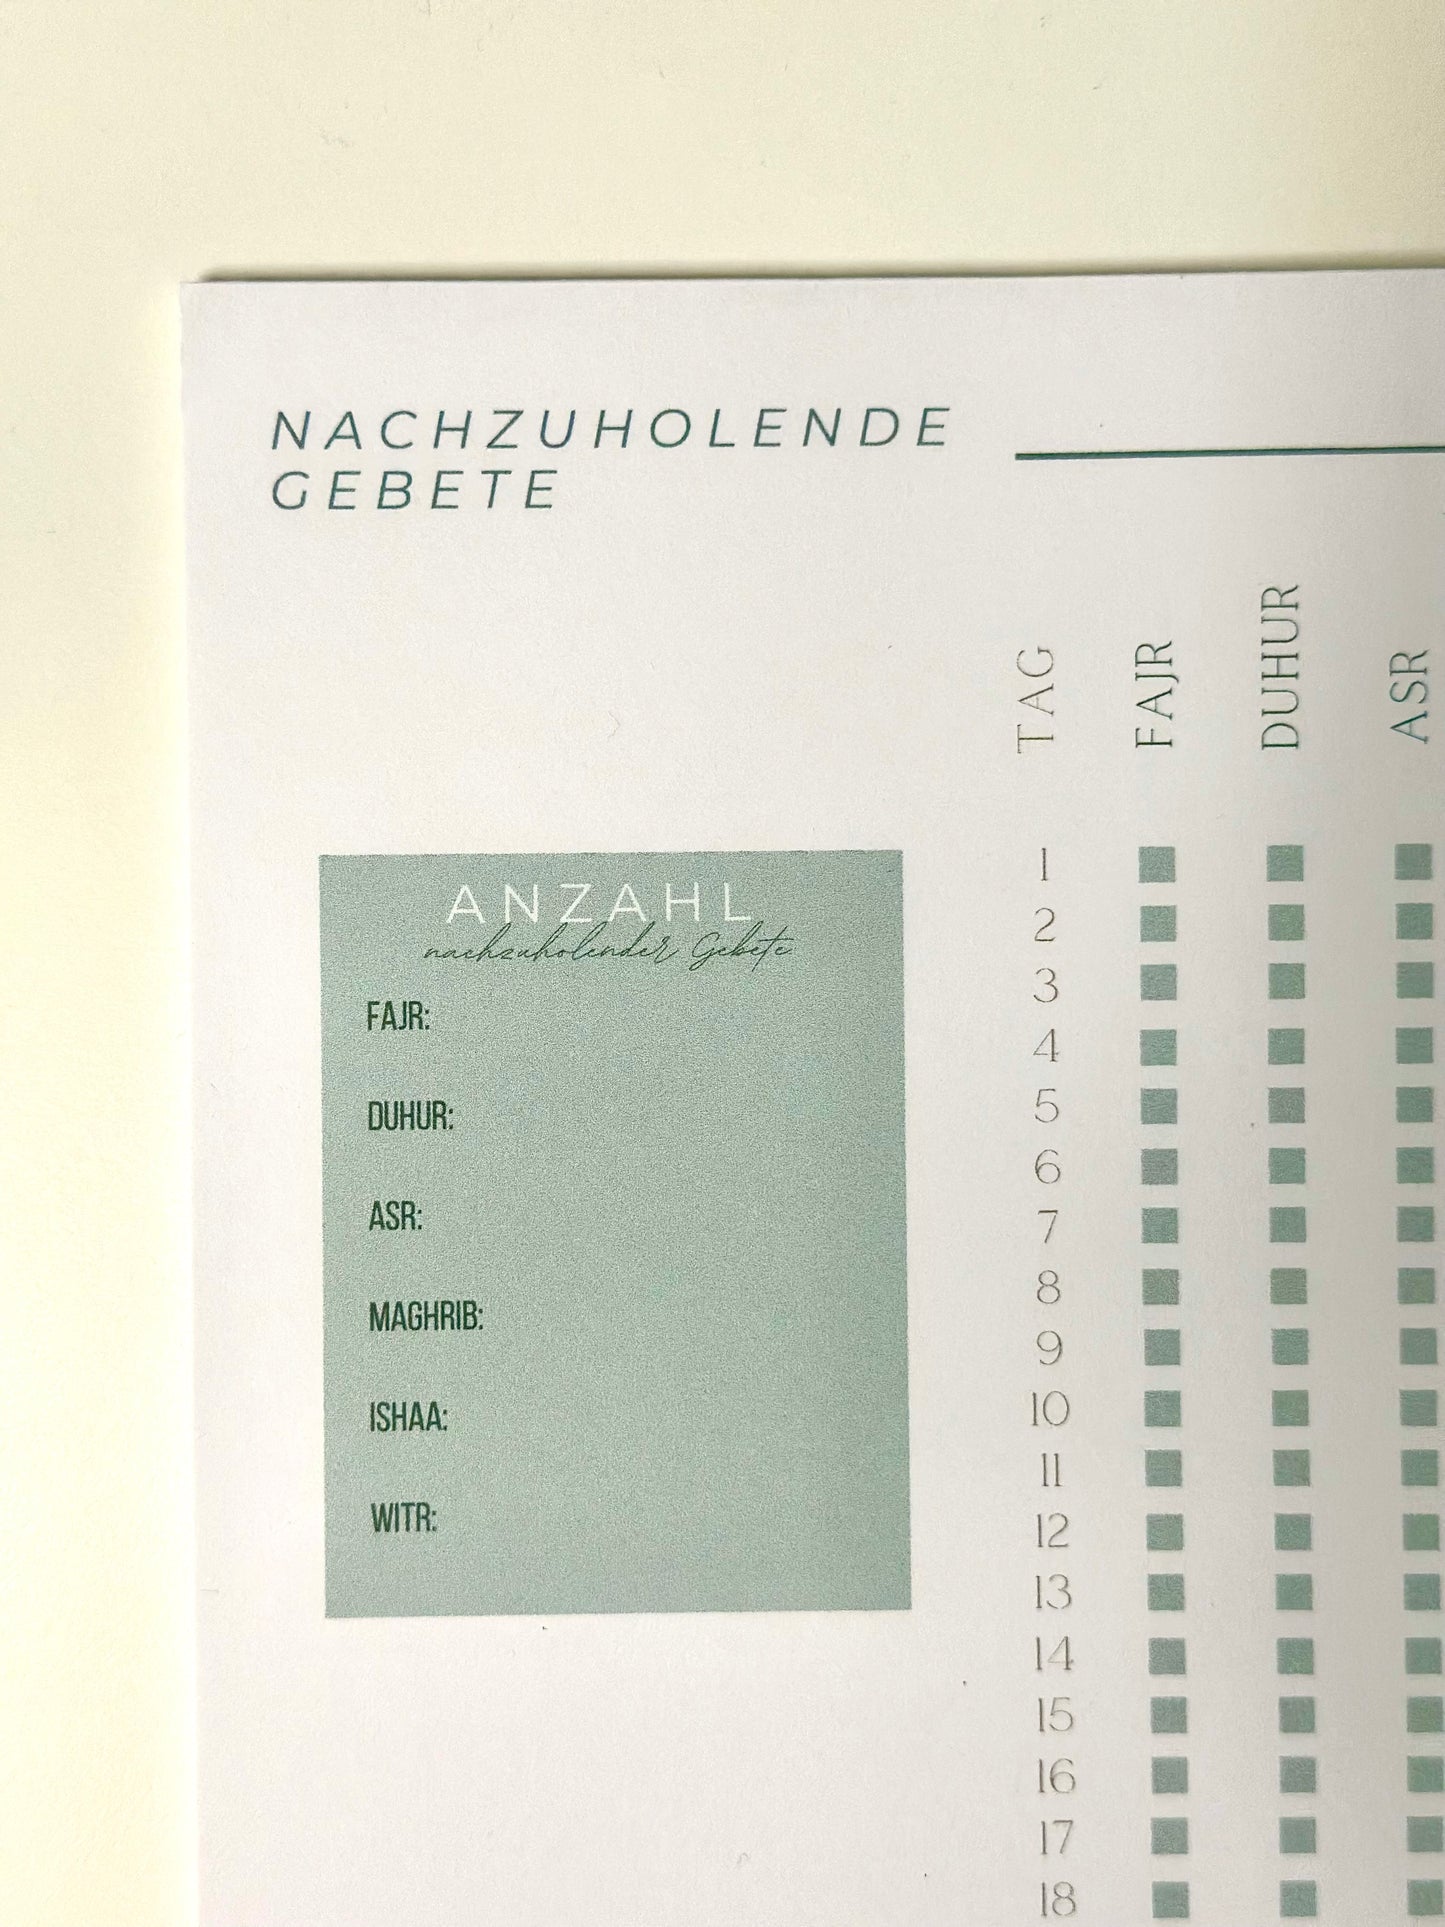 NACHZUHOLENDE
GEBETE
ANZAHL
nachzuholender Gebete
FAJR:
DUHUR:
ASR:
MAGHRIB:
ISHAA:
WITR:
TAG FAJR DUHUR ASR
1
2
3
4
5
6
7
8
9
10
11
12
13
14
15
16
17
18